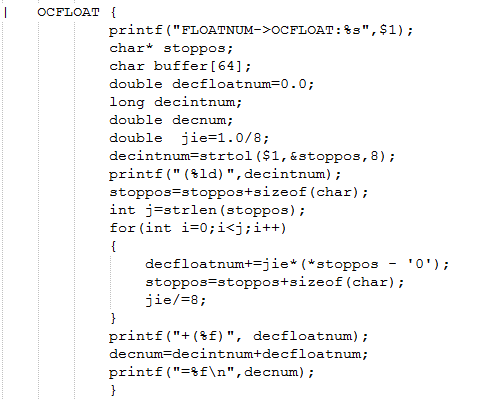 |    OCFLOAT {
printf("FLOATNUM->OCFLOAT:%s",$1);
char* stoppos;
char buffer[64];
double decfloatnum=0.0;
long decintnum;
double decnum;
double  jie=1.0/8;
decintnum=strtol($1,&stoppos,8);
printf("(%ld)",decintnum);
stoppos=stoppos+sizeof(char);
int j=strlen(stoppos);
for(int i=0;i<j;i++)
{
decfloatnum+=jie*(*stoppos - '0');
stoppos=stoppos+sizeof(char);
jie/=8;
}
printf("+(%f)", decfloatnum);
decnum=decintnum+decfloatnum;
printf("=%f\n",decnum);
}